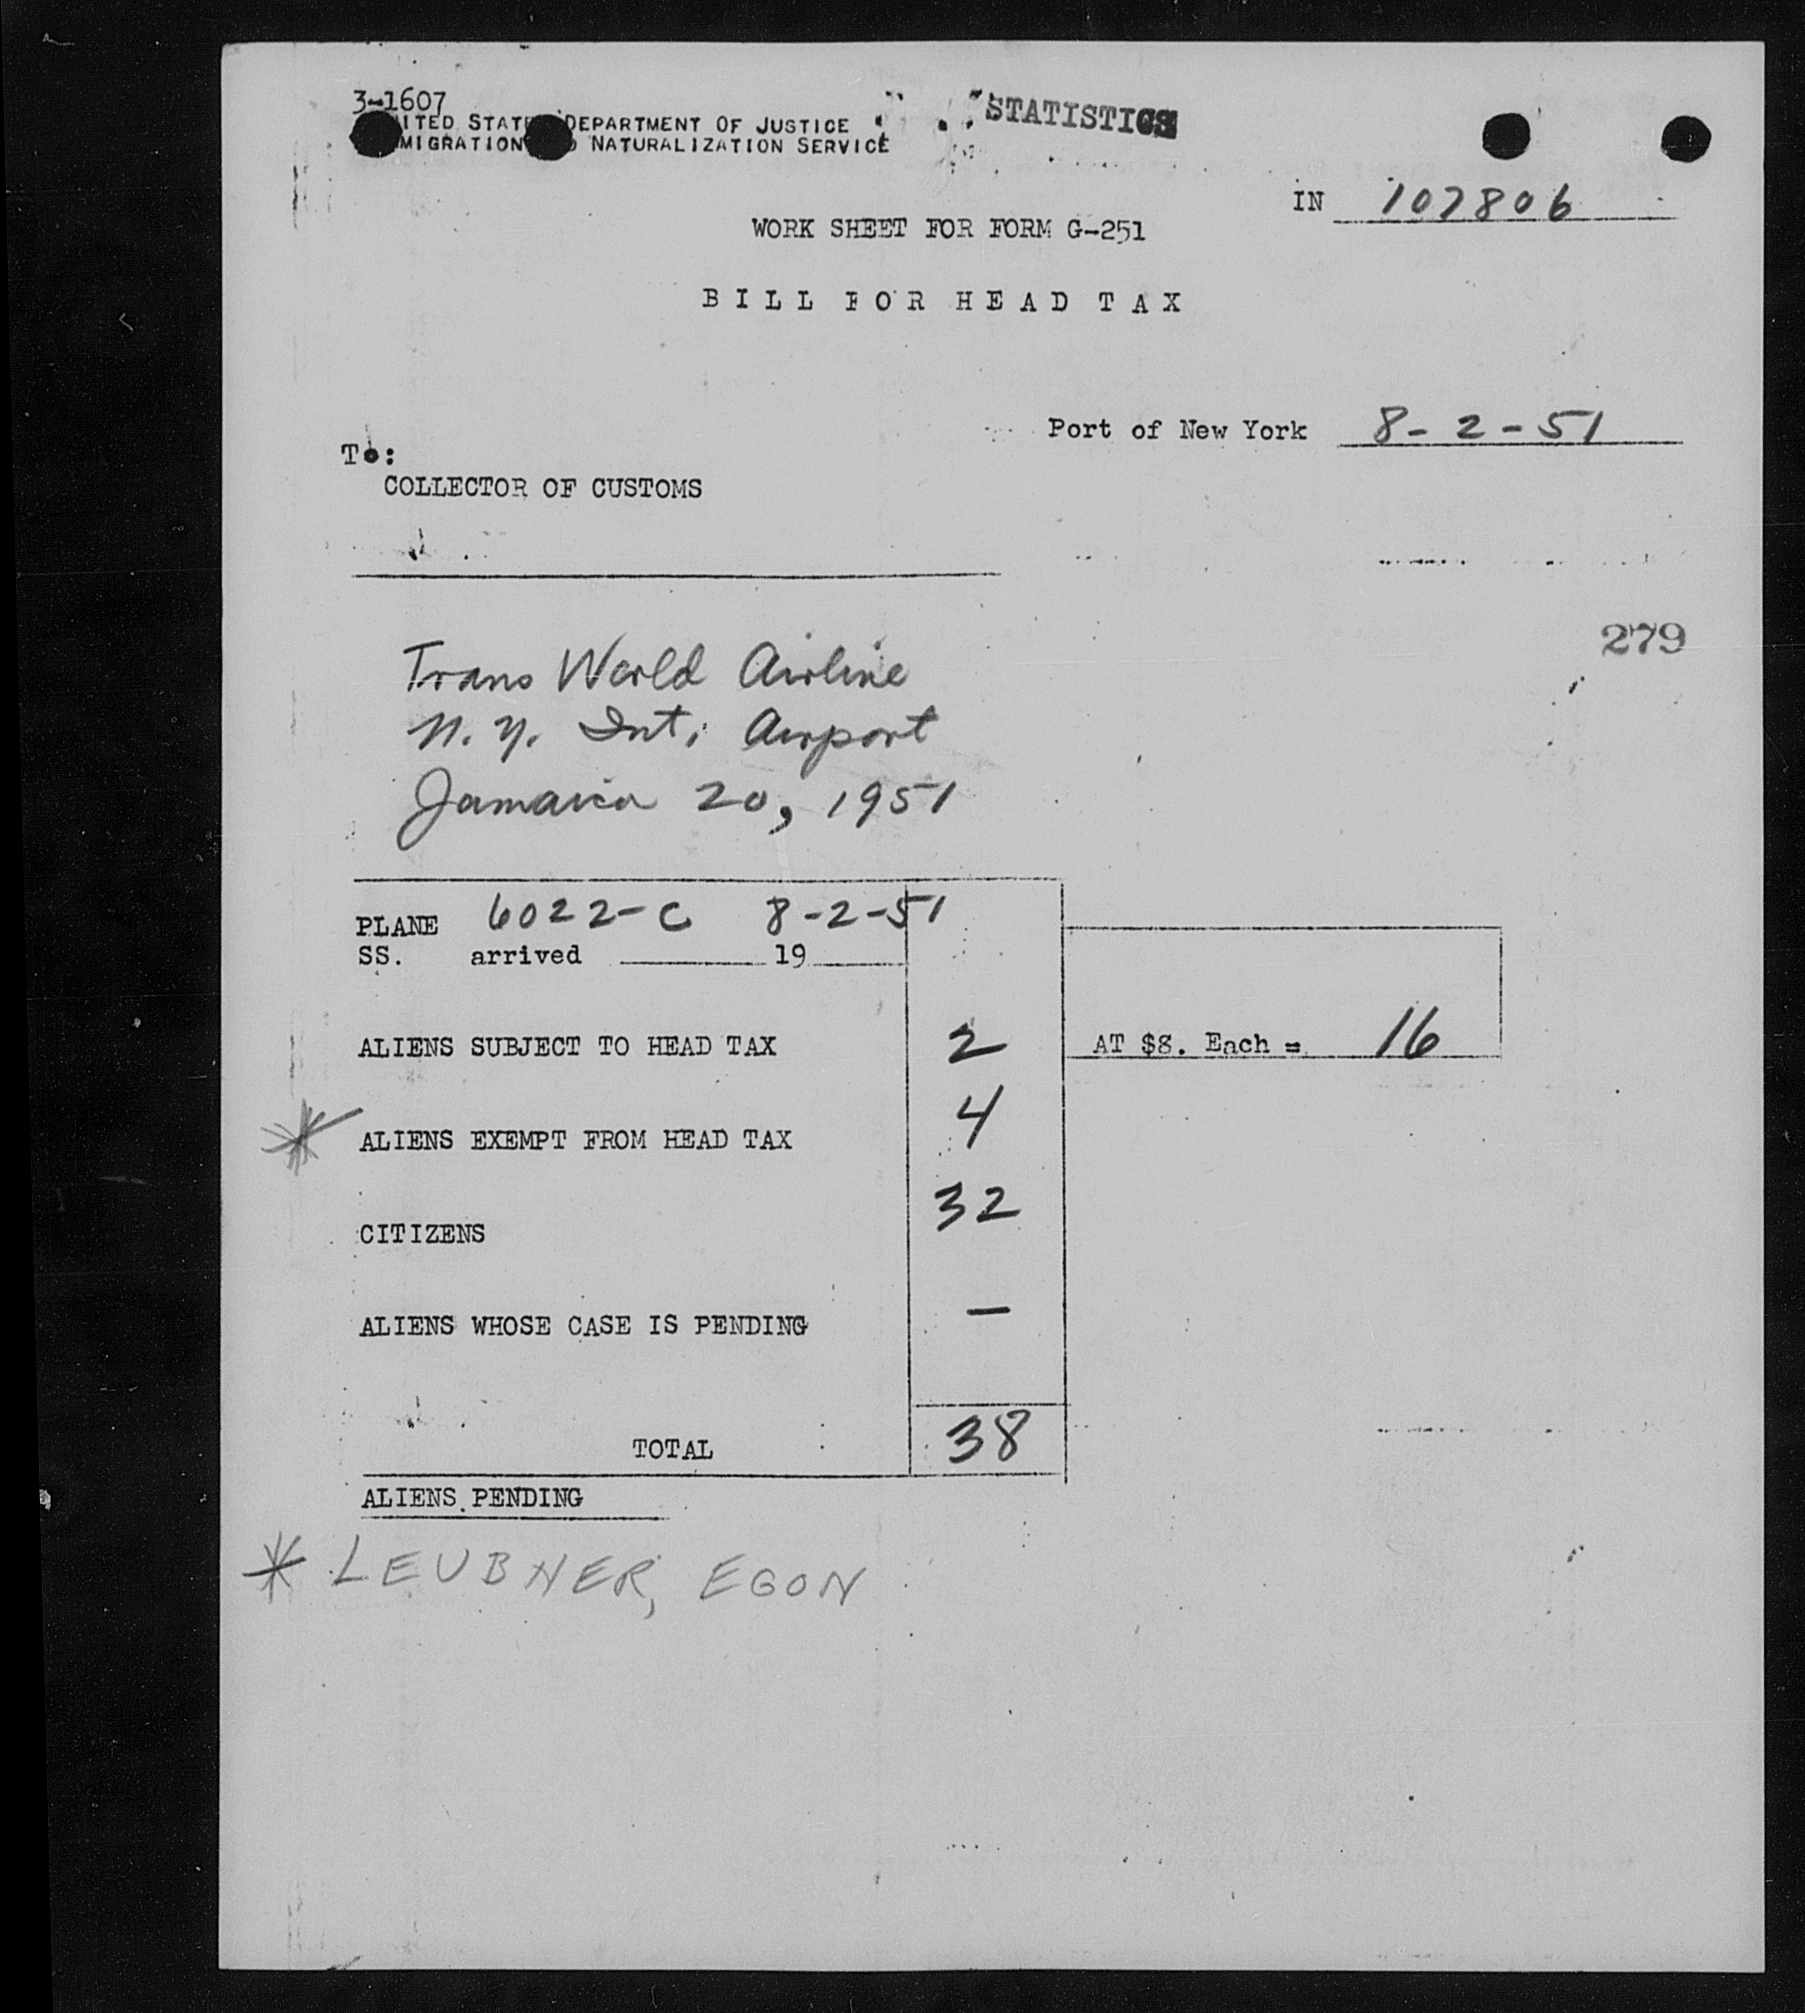 3-1607
ITED STAT DEPARTMENT OF JUSTICE
MIGRATION NATURALIZATION SERVICE
STATISTICS
IN 107806
WORK SHEET FOR FORM G-251
BILL FOR HEAD TAX
Port of New York 8-2-51
To:
COLLECTOR OF CUSTOMS
279
Trans World Airline
N.Y. Int. Airport
Jamaica 20, 1951
PLANE 6022-C 8-2-51
SS. arrived 19
ALIENS SUBJECT TO HEAD TAX 2 AT $8. Each = 16
* ALIENS EXEMPT FROM HEAD TAX 4
CITIZENS 32
ALIENS WHOSE CASE IS PENDING —
TOTAL 38
ALIENS PENDING
* LEUBNER, EGON